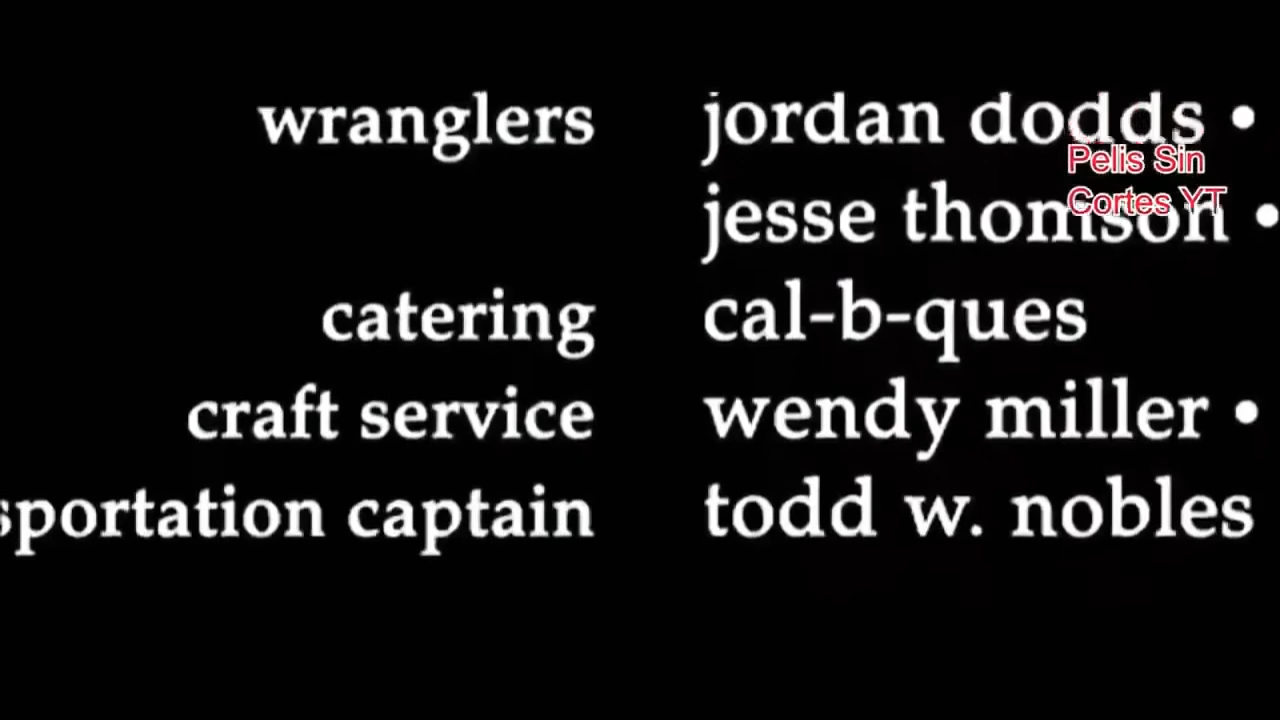 wranglers jordan dodds •
Pelis Sin
jesse thomson •
Cortes YT
catering cal-b-ques
craft service wendy miller •
sportation captain todd w. nobles